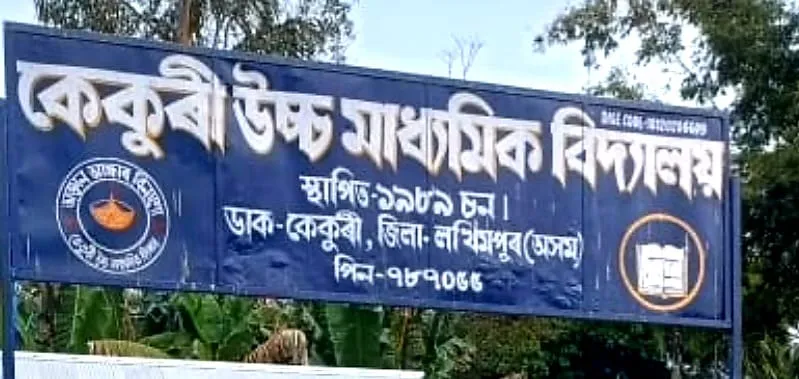 কেকুৰী উচ্চ মাধ্যমিক বিদ্যালয়
স্থাপিত-১৯৮৯ চন।
ডাক-কেকুৰী, জিলা-লখিমপুৰ(অসম)
পিন-৭৮৭০৫৫